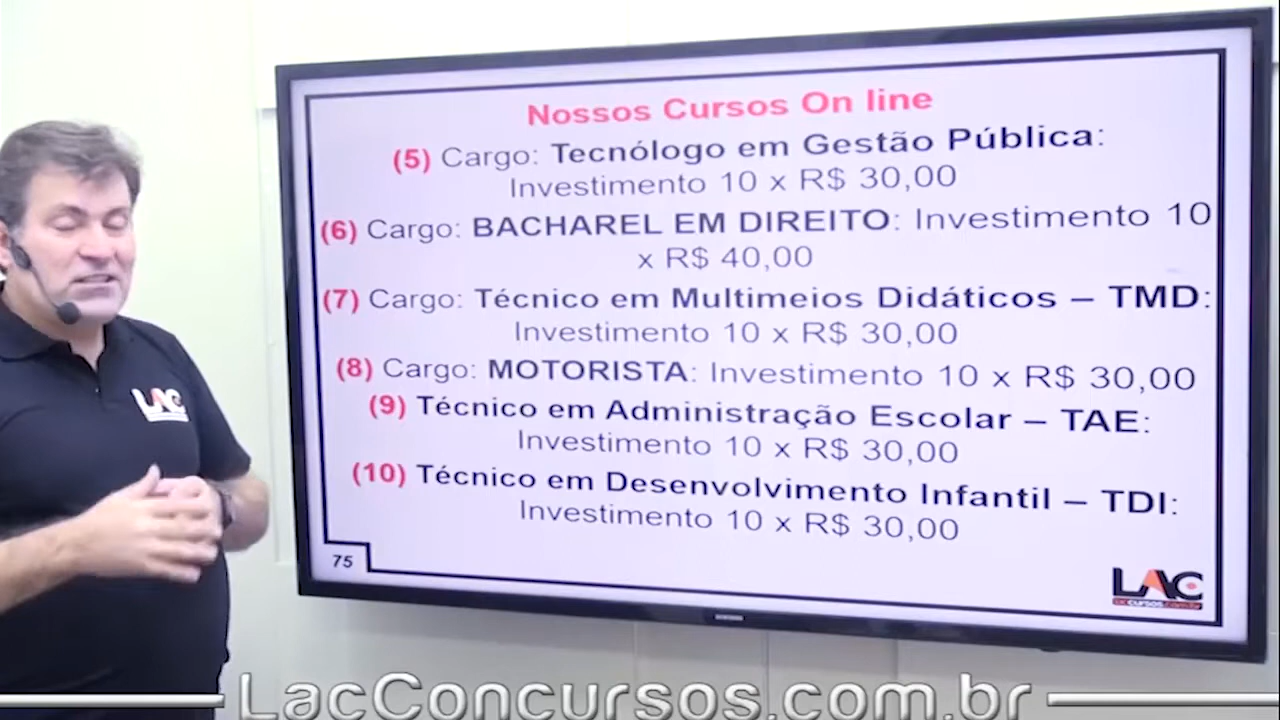 Nossos Cursos On line
(5) Cargo: Tecnólogo em Gestão Pública:
Investimento 10 x R$ 30,00
(6) Cargo: BACHAREL EM DIREITO: Investimento 10
x R$ 40,00
(7) Cargo: Técnico em Multimeios Didáticos – TMD:
Investimento 10 x R$ 30,00
(8) Cargo: MOTORISTA: Investimento 10 x R$ 30,00
(9) Técnico em Administração Escolar – TAE:
Investimento 10 x R$ 30,00
(10) Técnico em Desenvolvimento Infantil – TDI:
Investimento 10 x R$ 30,00
75
LAC
LAC
LacConcursos.com.br